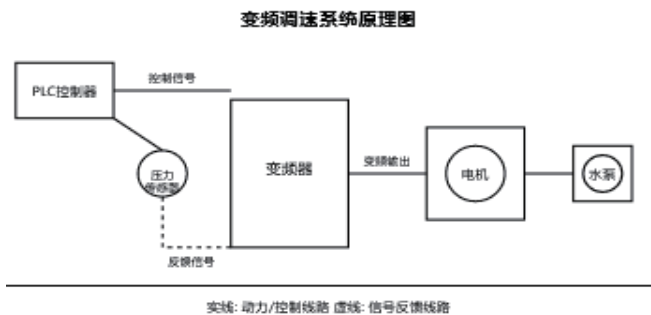 变频调速系统原理图
控制信号
PLC控制器
压力
传感器
变频器
变频输出
电机
水泵
反馈信号
实线: 动力/控制线路 虚线: 信号反馈线路